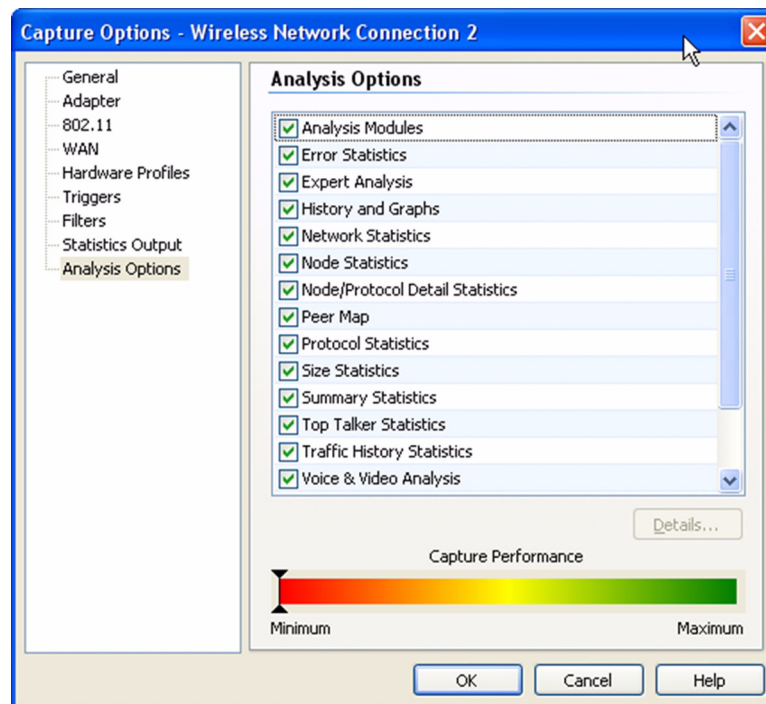 Capture Options - Wireless Network Connection 2
General
Adapter
802.11
WAN
Hardware Profiles
Triggers
Filters
Statistics Output
Analysis Options
Analysis Options
Analysis Modules
Error Statistics
Expert Analysis
History and Graphs
Network Statistics
Node Statistics
Node/Protocol Detail Statistics
Peer Map
Protocol Statistics
Size Statistics
Summary Statistics
Top Talker Statistics
Traffic History Statistics
Voice & Video Analysis
Details...
Capture Performance
Minimum Maximum
OK Cancel Help